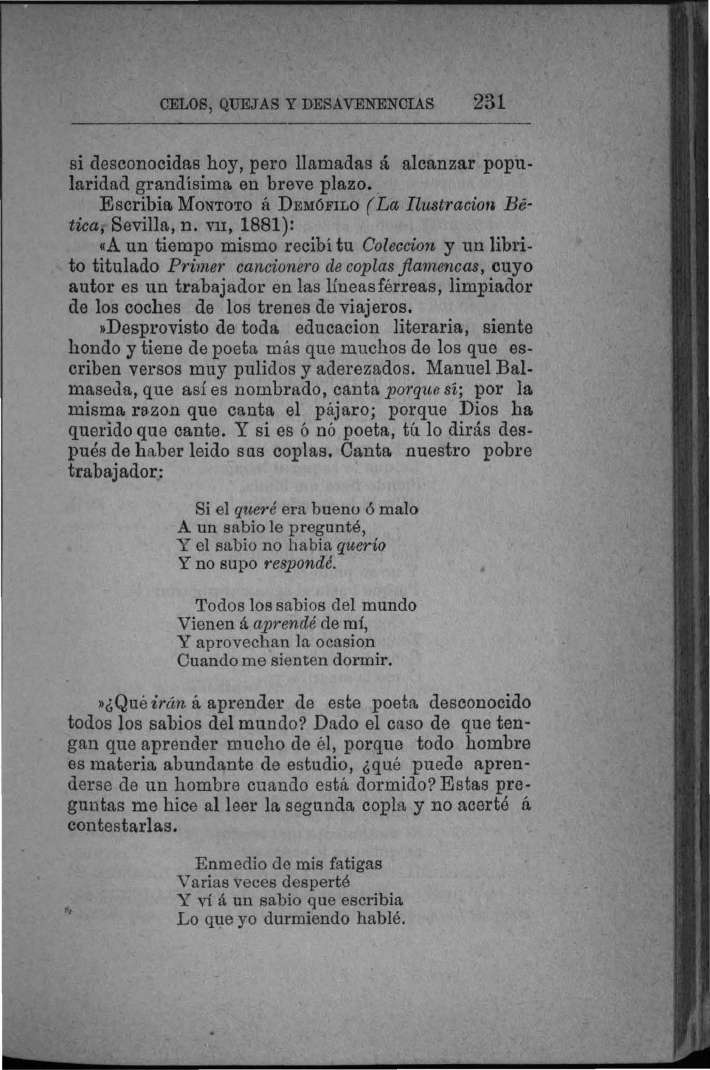 CELOS, QUEJAS Y DESAVENENCIAS 231
si desconocidas hoy, pero llamadas á alcanzar popu-
laridad grandísima en breve plazo.
Escribia MONTOTO á DEMÓFILO (La Ilustracion Bé-
tica, Sevilla, n. VII, 1881):
«A un tiempo mismo recibí tu Coleccion y un libri-
to titulado Primer cancionero de coplas flamencas, cuyo
autor es un trabajador en las líneas férreas, limpiador
de los coches de los trenes de viajeros.
»Desprovisto de toda educacion literaria, siente
hondo y tiene de poeta más que muchos de los que es-
criben versos muy pulidos y aderezados. Manuel Bal-
maseda, que así es nombrado, canta porque sí; por la
misma razon que canta el pájaro; porque Dios ha
querido que cante. Y si es ó nó poeta, tú lo dirás des-
pués de haber leido sus coplas. Canta nuestro pobre
trabajador:
Si el queré era bueno ó malo
A un sabio le pregunté,
Y el sabio no habia querío
Y no supo respondé.
Todos los sabios del mundo
Vienen á aprendé de mí,
Y aprovechan la ocasion
Cuando me sienten dormir.
»¿Qué irán á aprender de este poeta desconocido
todos los sabios del mundo? Dado el caso de que ten-
gan que aprender mucho de él, porque todo hombre
es materia abundante de estudio, ¿qué puede apren-
derse de un hombre cuando está dormido? Estas pre-
guntas me hice al leer la segunda copla y no acerté á
contestarlas.
Enmedio de mis fatigas
Varias veces desperté
Y ví á un sabio que escribia
Lo que yo durmiendo hablé.